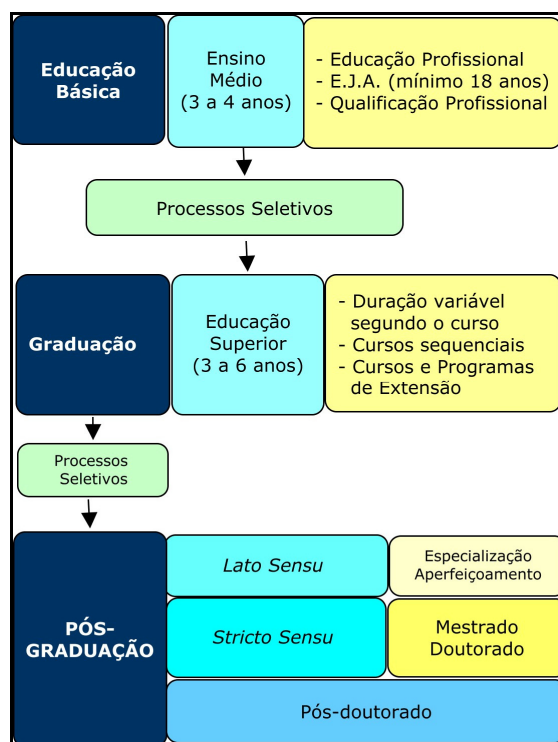 Educação
Básica
Ensino
Médio
(3 a 4 anos)
- Educação Profissional
- E.J.A. (mínimo 18 anos)
- Qualificação Profissional
Processos Seletivos
Graduação
Educação
Superior
(3 a 6 anos)
- Duração variável
segundo o curso
- Cursos sequenciais
- Cursos e Programas
de Extensão
Processos
Seletivos
PÓS-
GRADUAÇÃO
Lato Sensu
Especialização
Aperfeiçoamento
Stricto Sensu
Mestrado
Doutorado
Pós-doutorado